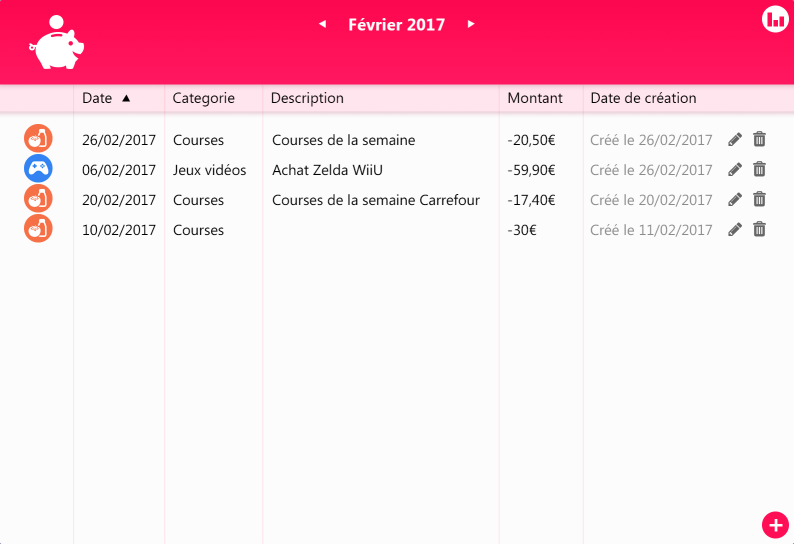 Février 2017
Date Categorie Description Montant Date de création
26/02/2017 Courses Courses de la semaine -20,50€ Créé le 26/02/2017
06/02/2017 Jeux vidéos Achat Zelda WiiU -59,90€ Créé le 26/02/2017
20/02/2017 Courses Courses de la semaine Carrefour -17,40€ Créé le 20/02/2017
10/02/2017 Courses -30€ Créé le 11/02/2017